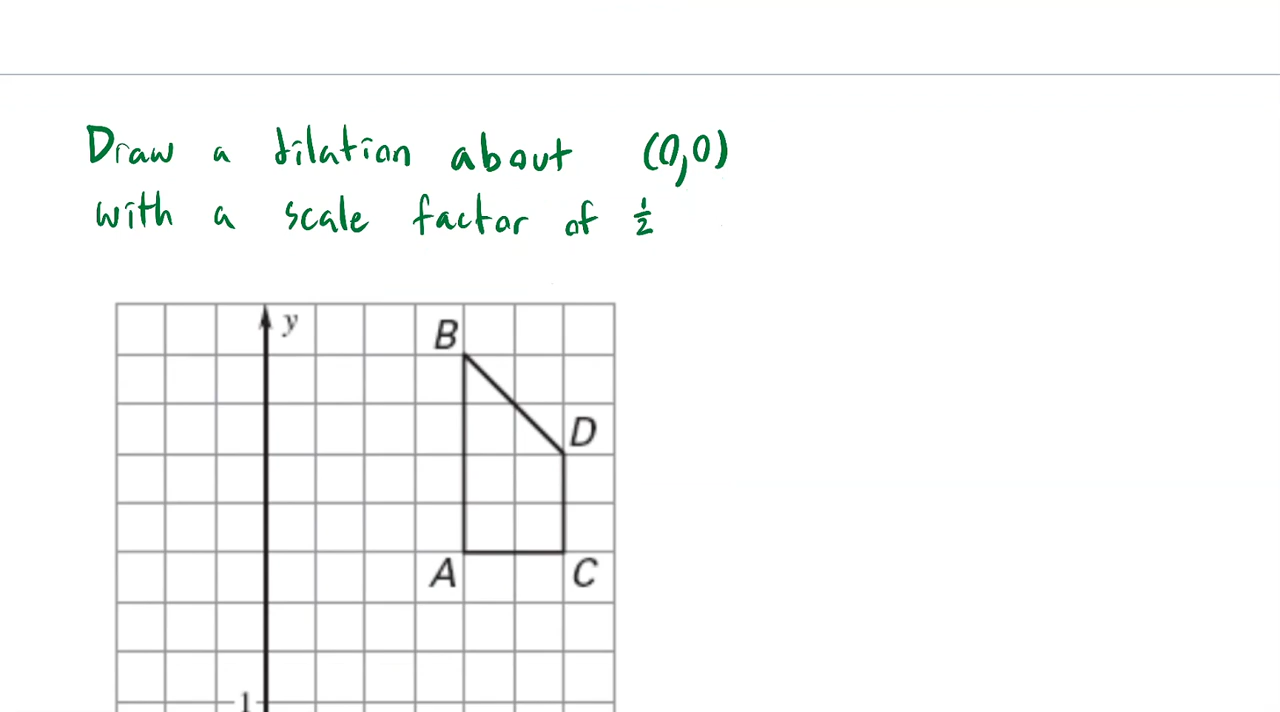 Draw a dilation about (0,0)
with a scale factor of 1/2
y
B
D
A
C
1